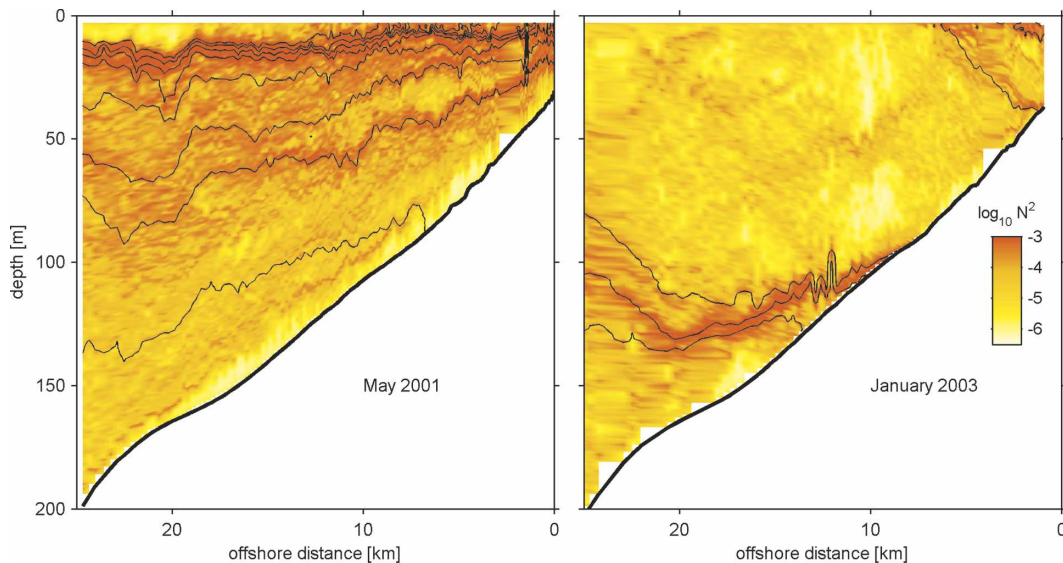 0
50
100
150
200
depth [m]
20
10
0
offshore distance [km]
May 2001
20
10
0
offshore distance [km]
January 2003
log10 N2
-3
-4
-5
-6